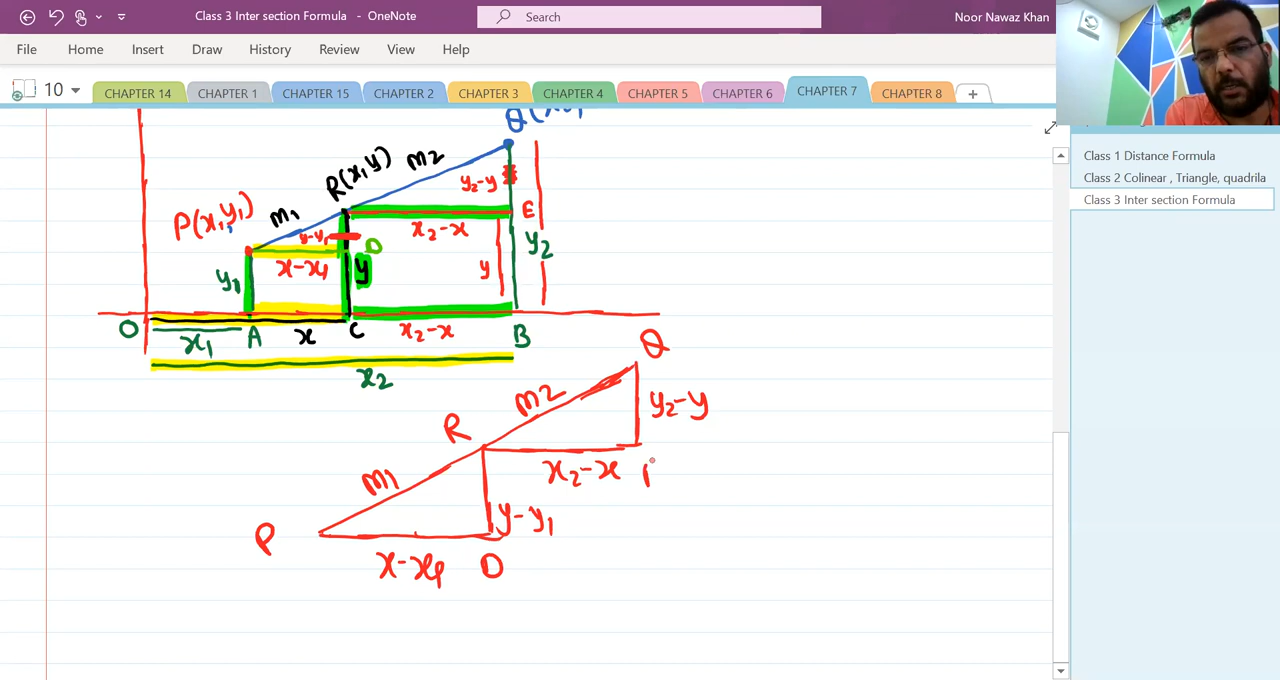 Class 3 Inter section Formula - OneNote
Search
Noor Nawaz Khan
File Home Insert Draw History Review View Help
10 CHAPTER 14 CHAPTER 1 CHAPTER 15 CHAPTER 2 CHAPTER 3 CHAPTER 4 CHAPTER 5 CHAPTER 6 CHAPTER 7 CHAPTER 8
Class 1 Distance Formula
Class 2 Colinear , Triangle, quadrila
Class 3 Inter section Formula
R(x,y) m2
y₂-y
P(x₁y₁) m₁
y-y₁ D x₂-x E
y₁ x-x₁ y y y₂
O x₁ A x C x₂-x B
x₂
Q
R m2 y₂-y
m₁ x₂-x
P y-y₁
x-x₁ D